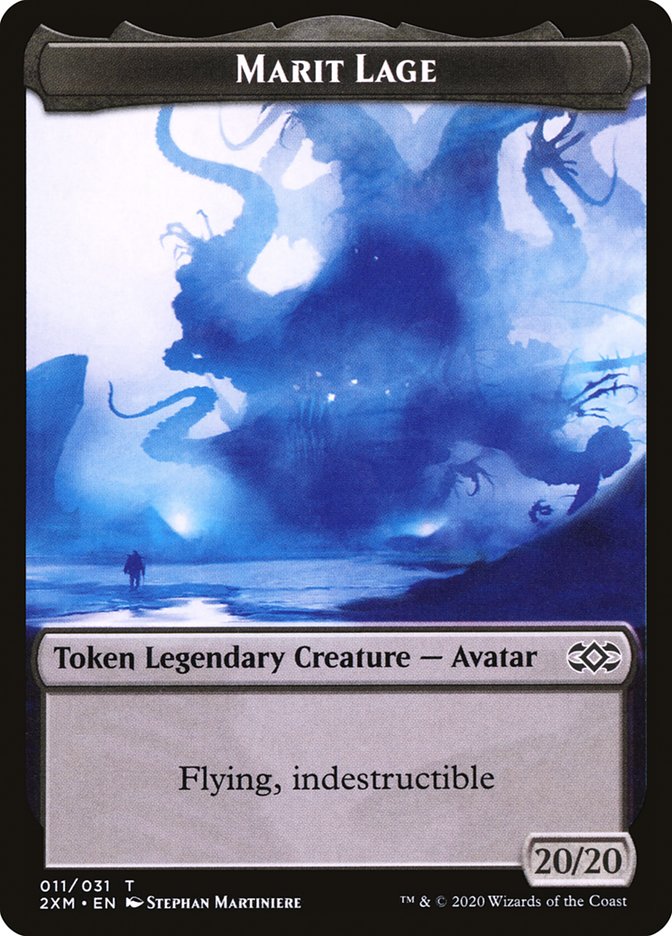 MARIT LAGE
Token Legendary Creature — Avatar
Flying, indestructible
20/20
011/031 T
2XM • EN STEPHAN MARTINIERE
™ & © 2020 Wizards of the Coast